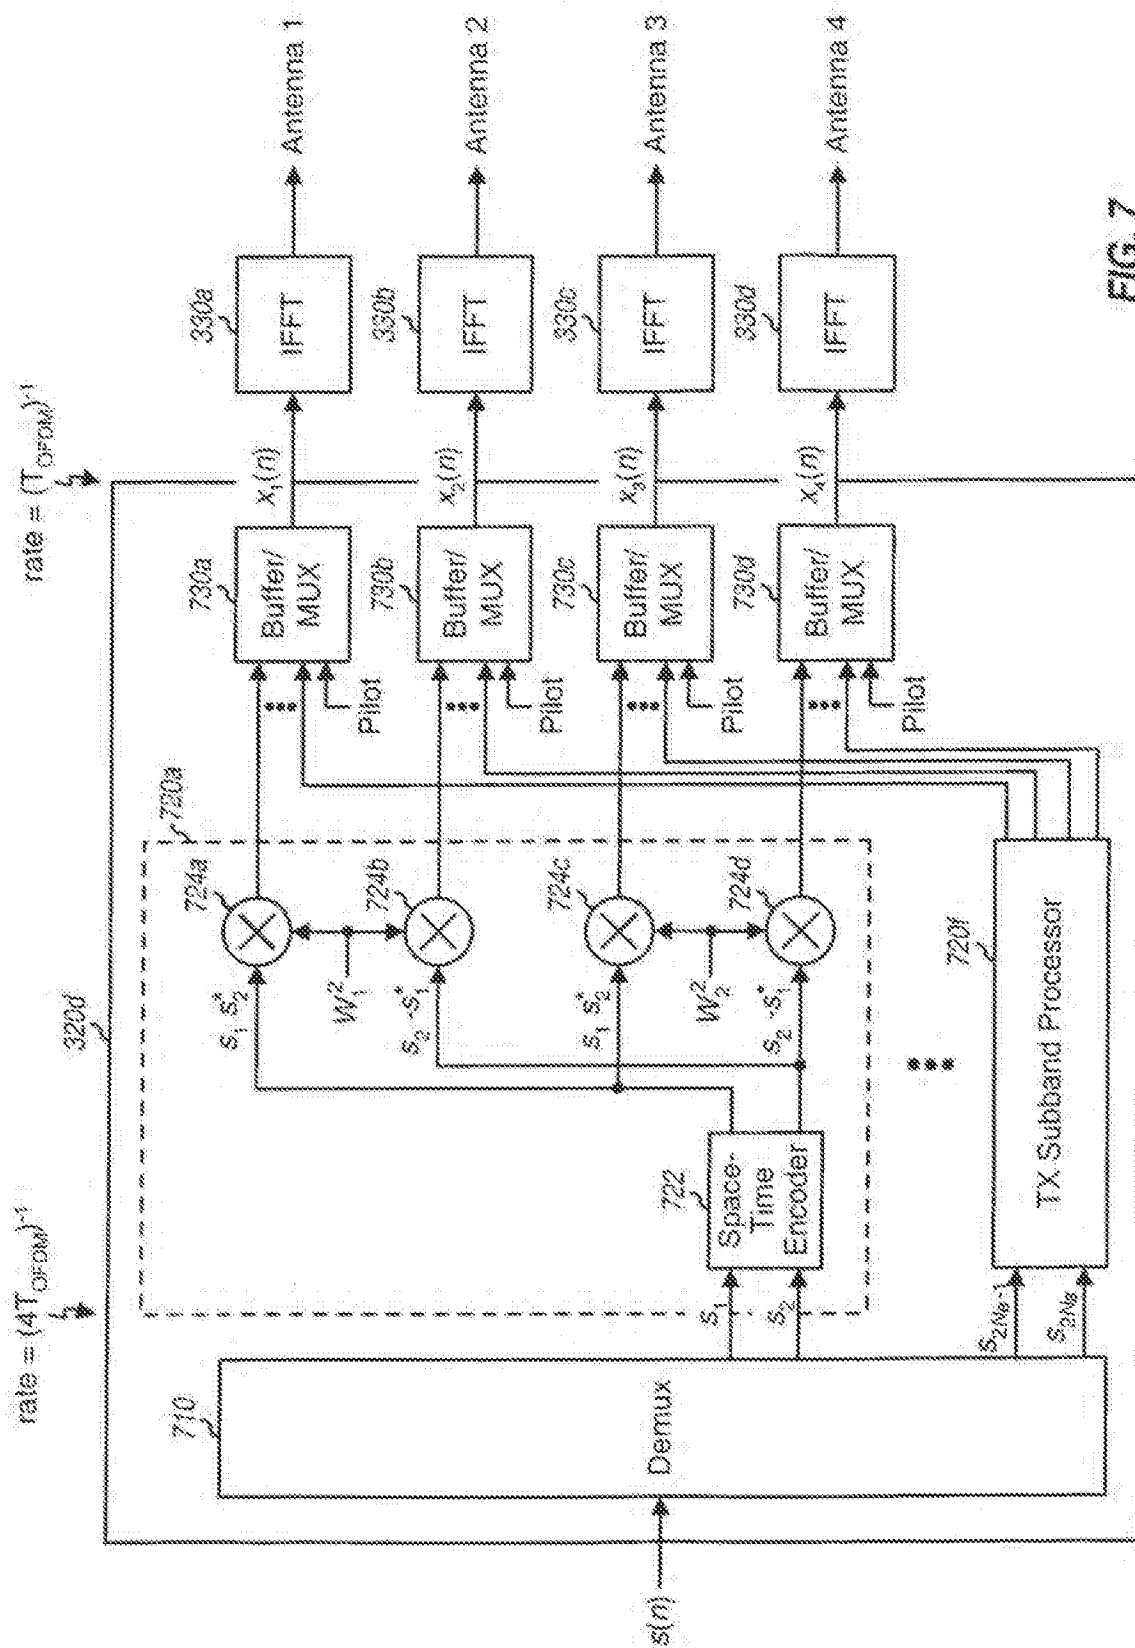 rate = (4T_OFDM)^-1
rate = (T_OFDM)^-1
320d
710
Demux
s(n)
720a
s_1
s_2
722
Space-
Time
Encoder
s_1 s_2^*
724a
W_1^2
s_2 -s_1^*
724b
s_1 s_2^*
724c
W_2^2
s_2 -s_1^*
724d
s_2NB-1
s_2NB
TX Subband Processor
720f
730a
Buffer/
MUX
Pilot
x_1(n)
330a
IFFT
Antenna 1
730b
Buffer/
MUX
Pilot
x_2(n)
330b
IFFT
Antenna 2
730c
Buffer/
MUX
Pilot
x_3(n)
330c
IFFT
Antenna 3
730d
Buffer/
MUX
Pilot
x_4(n)
330d
IFFT
Antenna 4
FIG. 7